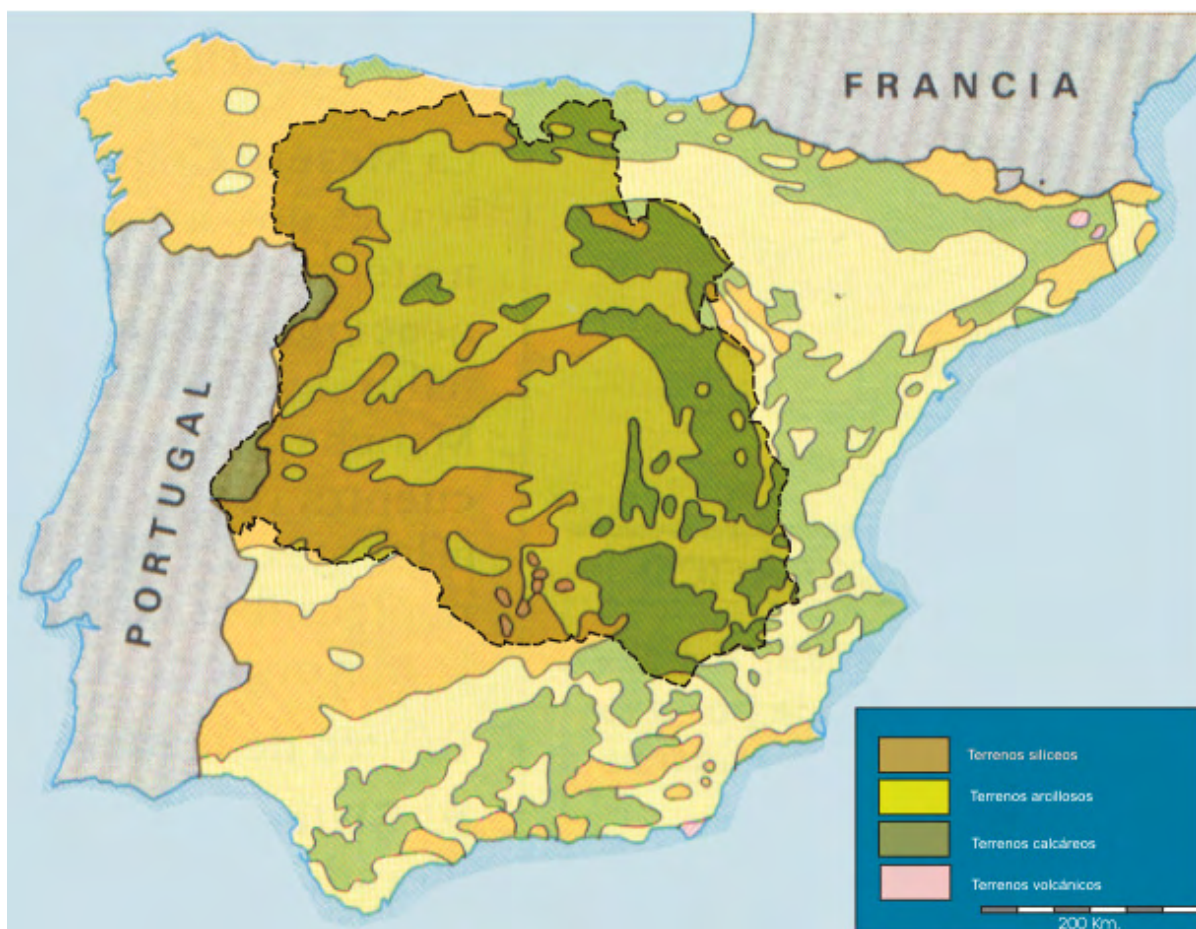 FRANCIA
PORTUGAL
Terrenos silíceos
Terrenos arcillosos
Terrenos calcáreos
Terrenos volcánicos
200 Km.